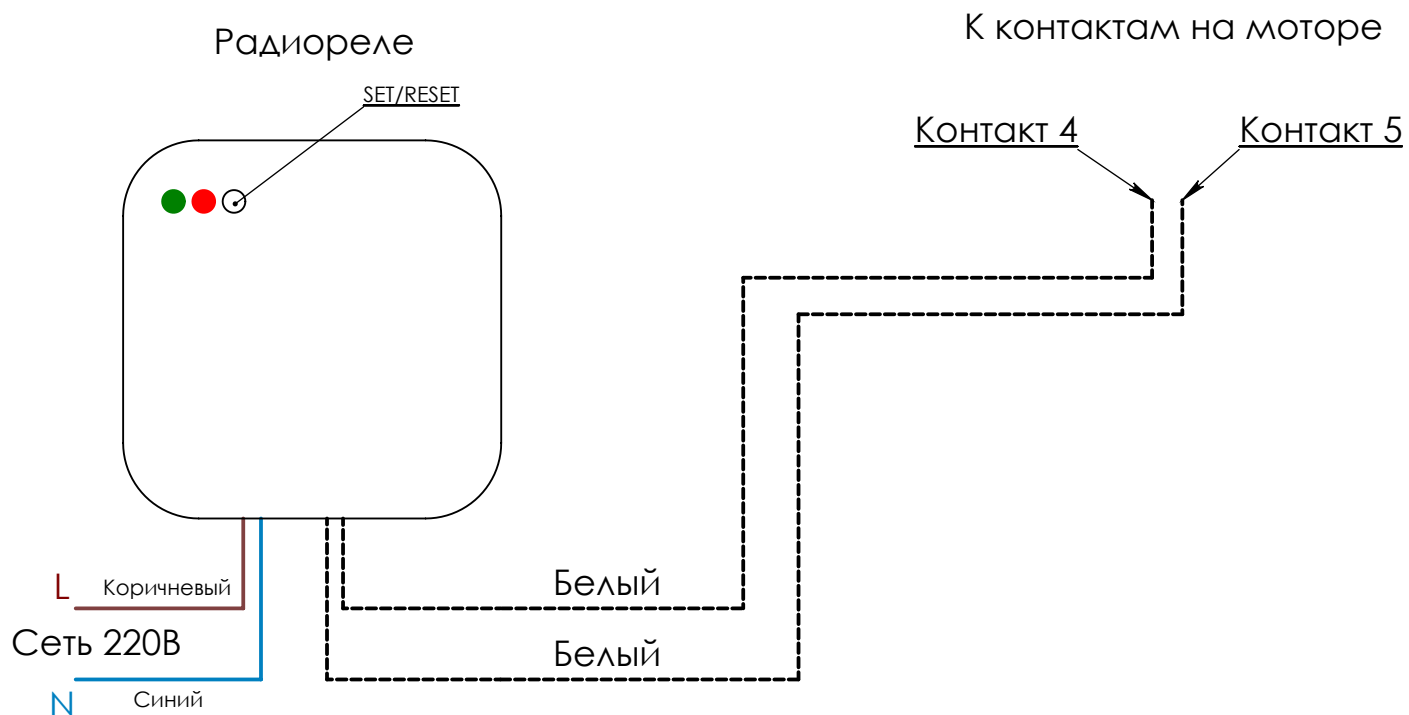 Радиореле
К контактам на моторе
SET/RESET
Контакт 4
Контакт 5
L
Коричневый
Белый
Сеть 220В
Белый
N
Синий